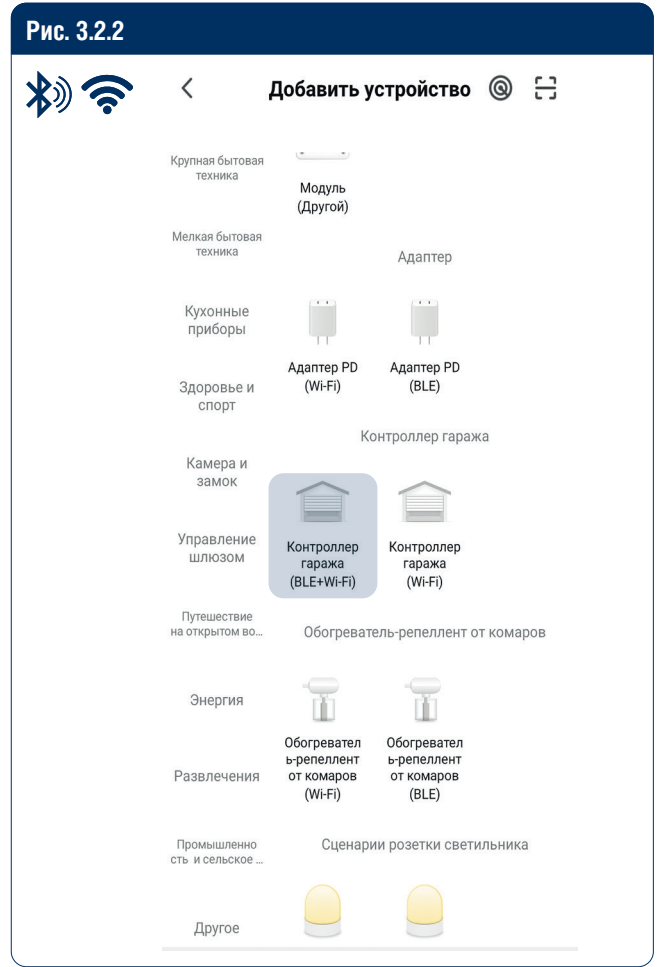 Рис. 3.2.2
Добавить устройство
Крупная бытовая
техника
Мелкая бытовая
техника
Кухонные
приборы
Здоровье и
спорт
Камера и
замок
Управление
шлюзом
Путешествие
на открытом во...
Энергия
Развлечения
Промышленно
сть и сельское ...
Другое
Модуль
(Другой)
Адаптер
Адаптер PD
(Wi-Fi)
Адаптер PD
(BLE)
Контроллер гаража
Контроллер
гаража
(BLE+Wi-Fi)
Контроллер
гаража
(Wi-Fi)
Обогреватель-репеллент от комаров
Обогревател
ь-репеллент
от комаров
(Wi-Fi)
Обогревател
ь-репеллент
от комаров
(BLE)
Сценарии розетки светильника